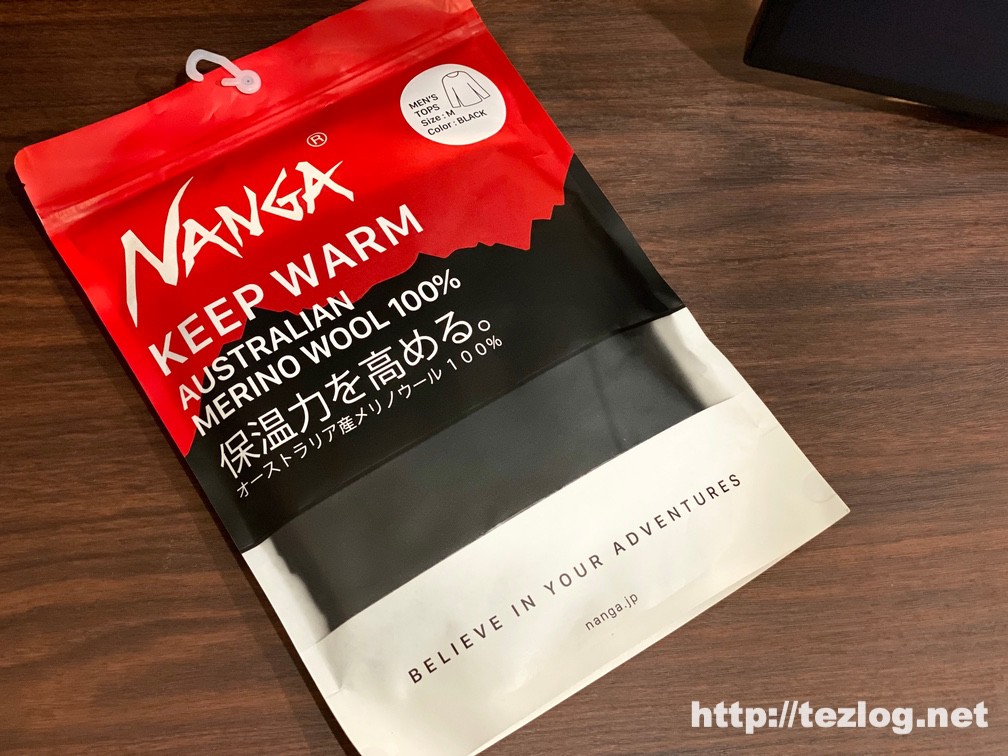 MEN'S
TOPS
Size : M
Color : BLACK
NANGA®
KEEP WARM
AUSTRALIAN
MERINO WOOL 100%
保温力を高める。
オーストラリア産メリノウール100%
BELIEVE IN YOUR ADVENTURES
nanga.jp
http://tezlog.net